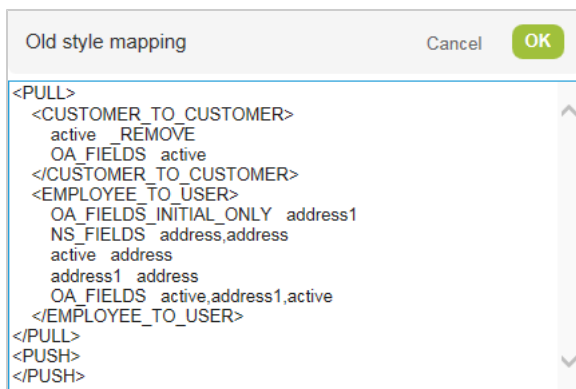 Old style mapping Cancel OK
<PULL>
<CUSTOMER_TO_CUSTOMER>
active _REMOVE
OA_FIELDS active
</CUSTOMER_TO_CUSTOMER>
<EMPLOYEE_TO_USER>
OA_FIELDS_INITIAL_ONLY address1
NS_FIELDS address,address
active address
address1 address
OA_FIELDS active,address1,active
</EMPLOYEE_TO_USER>
</PULL>
<PUSH>
</PUSH>